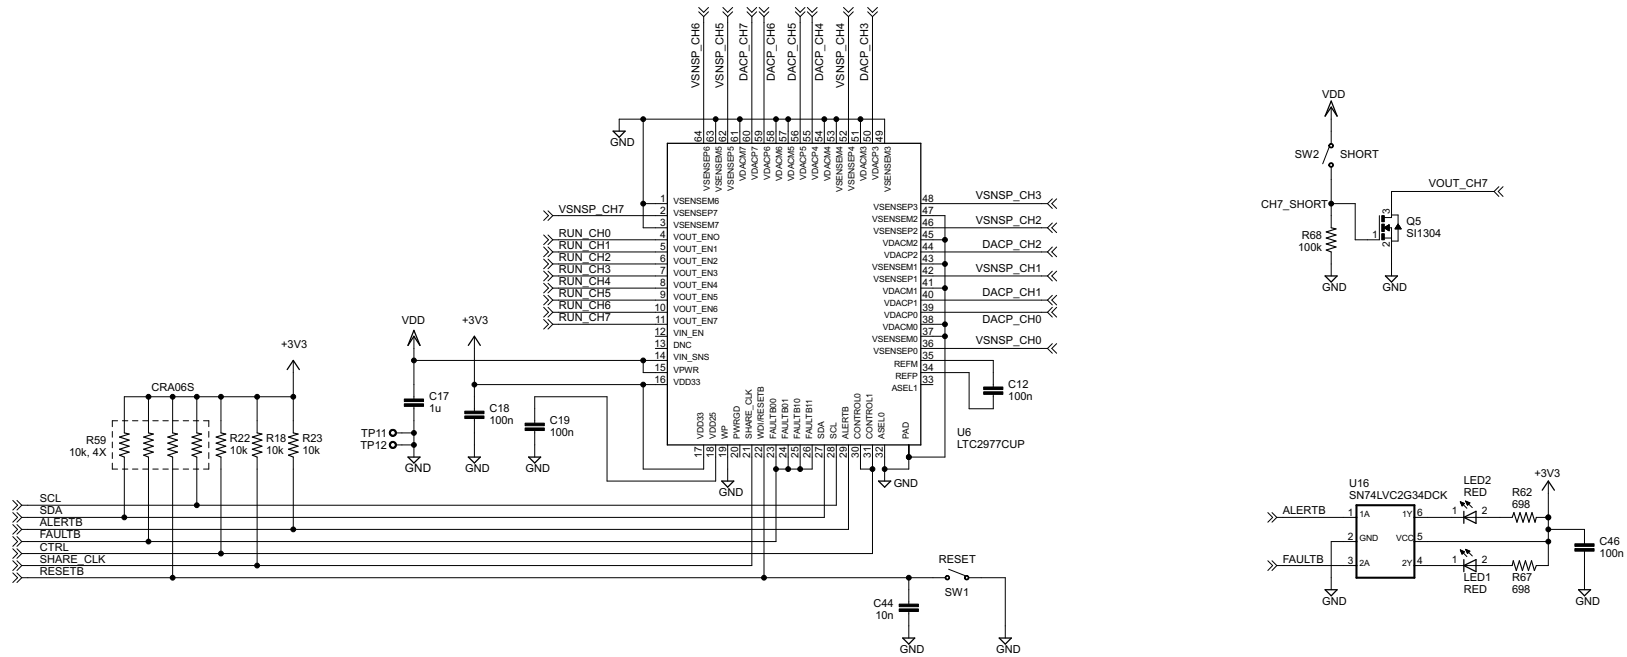 VSNSP_CH6
VSNSP_CH5
DACP_CH7
DACP_CH6
DACP_CH5
DACP_CH4
VSNSP_CH4
DACP_CH3
GND
64
63
62
61
60
59
58
57
56
55
54
53
52
51
50
49
VSENSEP6
VSENSEM5
VSENSEP5
VDACM7
VDACP7
VDACP6
VDACM6
VDACM5
VDACP5
VDACP4
VDACM4
VSENSEM4
VSENSEP4
VDACM3
VDACP3
VSENSEM3
1 VSENSEM6
VSNSP_CH7 2 VSENSEP7
3 VSENSEM7
RUN_CH0 4 VOUT_EN0
RUN_CH1 5 VOUT_EN1
RUN_CH2 6 VOUT_EN2
RUN_CH3 7 VOUT_EN3
RUN_CH4 8 VOUT_EN4
RUN_CH5 9 VOUT_EN5
RUN_CH6 10 VOUT_EN6
RUN_CH7 11 VOUT_EN7
12 VIN_EN
13 DNC
14 VIN_SNS
15 VPWR
16 VDD33
VSENSEP3 48 VSNSP_CH3
VSENSEM2 47
VSENSEP2 46 VSNSP_CH2
VDACM2 45
VDACP2 44 DACP_CH2
VSENSEM1 43
VSENSEP1 42 VSNSP_CH1
VDACM1 41
VDACP1 40 DACP_CH1
VDACP0 39
VDACM0 38 DACP_CH0
VSENSEM0 37
VSENSEP0 36 VSNSP_CH0
REFM 35
REFP 34
ASEL1 33
C12
100n
U6
LTC2977CUP
VDD33
VDD25
WP
PWRGD
SHARE_CLK
WDI/RESETB
FAULTB00
FAULTB01
FAULTB10
FAULTB11
SDA
SCL
ALERTB
CONTROL0
CONTROL1
ASEL0
PAD
17
18
19
20
21
22
23
24
25
26
27
28
29
30
31
32
GND
GND
VDD
+3V3
+3V3
C17
1u
C18
100n
C19
100n
TP11
TP12
GND
GND
CRA06S
R59
10k, 4X
R22
10k
R18
10k
R23
10k
SCL
SDA
ALERTB
FAULTB
CTRL
SHARE_CLK
RESETB
RESET
SW1
C44
10n
GND
GND
VDD
SW2 SHORT
CH7_SHORT
VOUT_CH7
R68
100k
1
3
2
Q5
SI1304
GND
GND
U16
SN74LVC2G34DCK
ALERTB 1 1A
2 GND
FAULTB 3 2A
1Y 6
VCC 5
2Y 4
LED2
RED
1 2
R62
698
+3V3
1 2
LED1
RED
R67
698
C46
100n
GND
GND